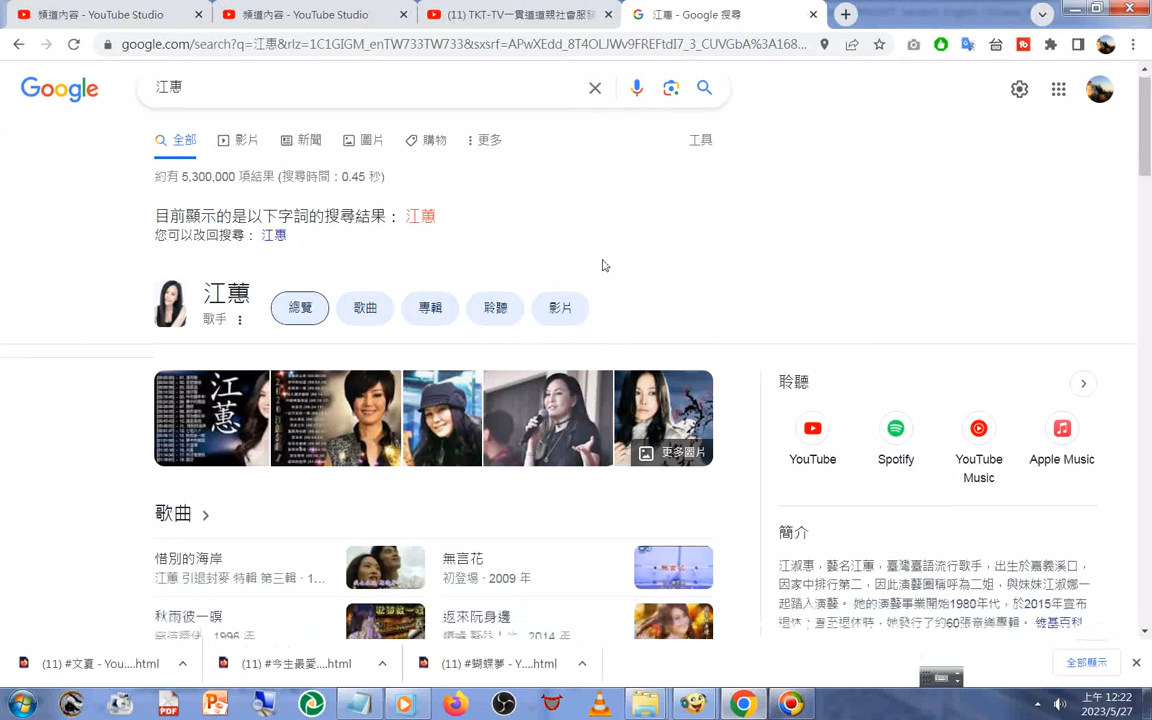 頻道內容 - YouTube Studio
頻道內容 - YouTube Studio
(11) TKT-TV一貫道道親社會服
江惠 - Google 搜尋
google.com/search?q=江惠&rlz=1C1GIGM_enTW733TW733&sxsrf=APwXEdd_8T4OLJWv9FREFtdI7_3_CUVGbA%3A168...
Google
江惠
全部
影片
新聞
圖片
購物
更多
工具
約有 5,300,000 項結果 (搜尋時間：0.45 秒)
目前顯示的是以下字詞的搜尋結果： 江蕙
您可以改回搜尋： 江惠
江蕙
歌手
總覽
歌曲
專輯
聆聽
影片
江蕙
更多圖片
聆聽
YouTube
Spotify
YouTube Music
Apple Music
歌曲
惜別的海岸
江蕙 引退封麥 特輯 第三輯 · 1...
無言花
初登場 · 2009 年
秋雨彼一暝
1996 年
返來阮身邊
2014 年
簡介
江淑惠，藝名江蕙，臺灣臺語流行歌手，出生於嘉義溪口，
因家中排行第二，因此演藝圈稱呼為二姐，與妹妹江淑娜一
起踏入演藝。 她的演藝事業開始1980年代，於2015年宣布
退休；直至退休時，她發行了約60張音樂專輯。 維基百科
(11) #文夏 - You....html
(11) #今生最愛....html
(11) #蝴蝶夢 - Y....html
全部顯示
上午 12:22
2023/5/27